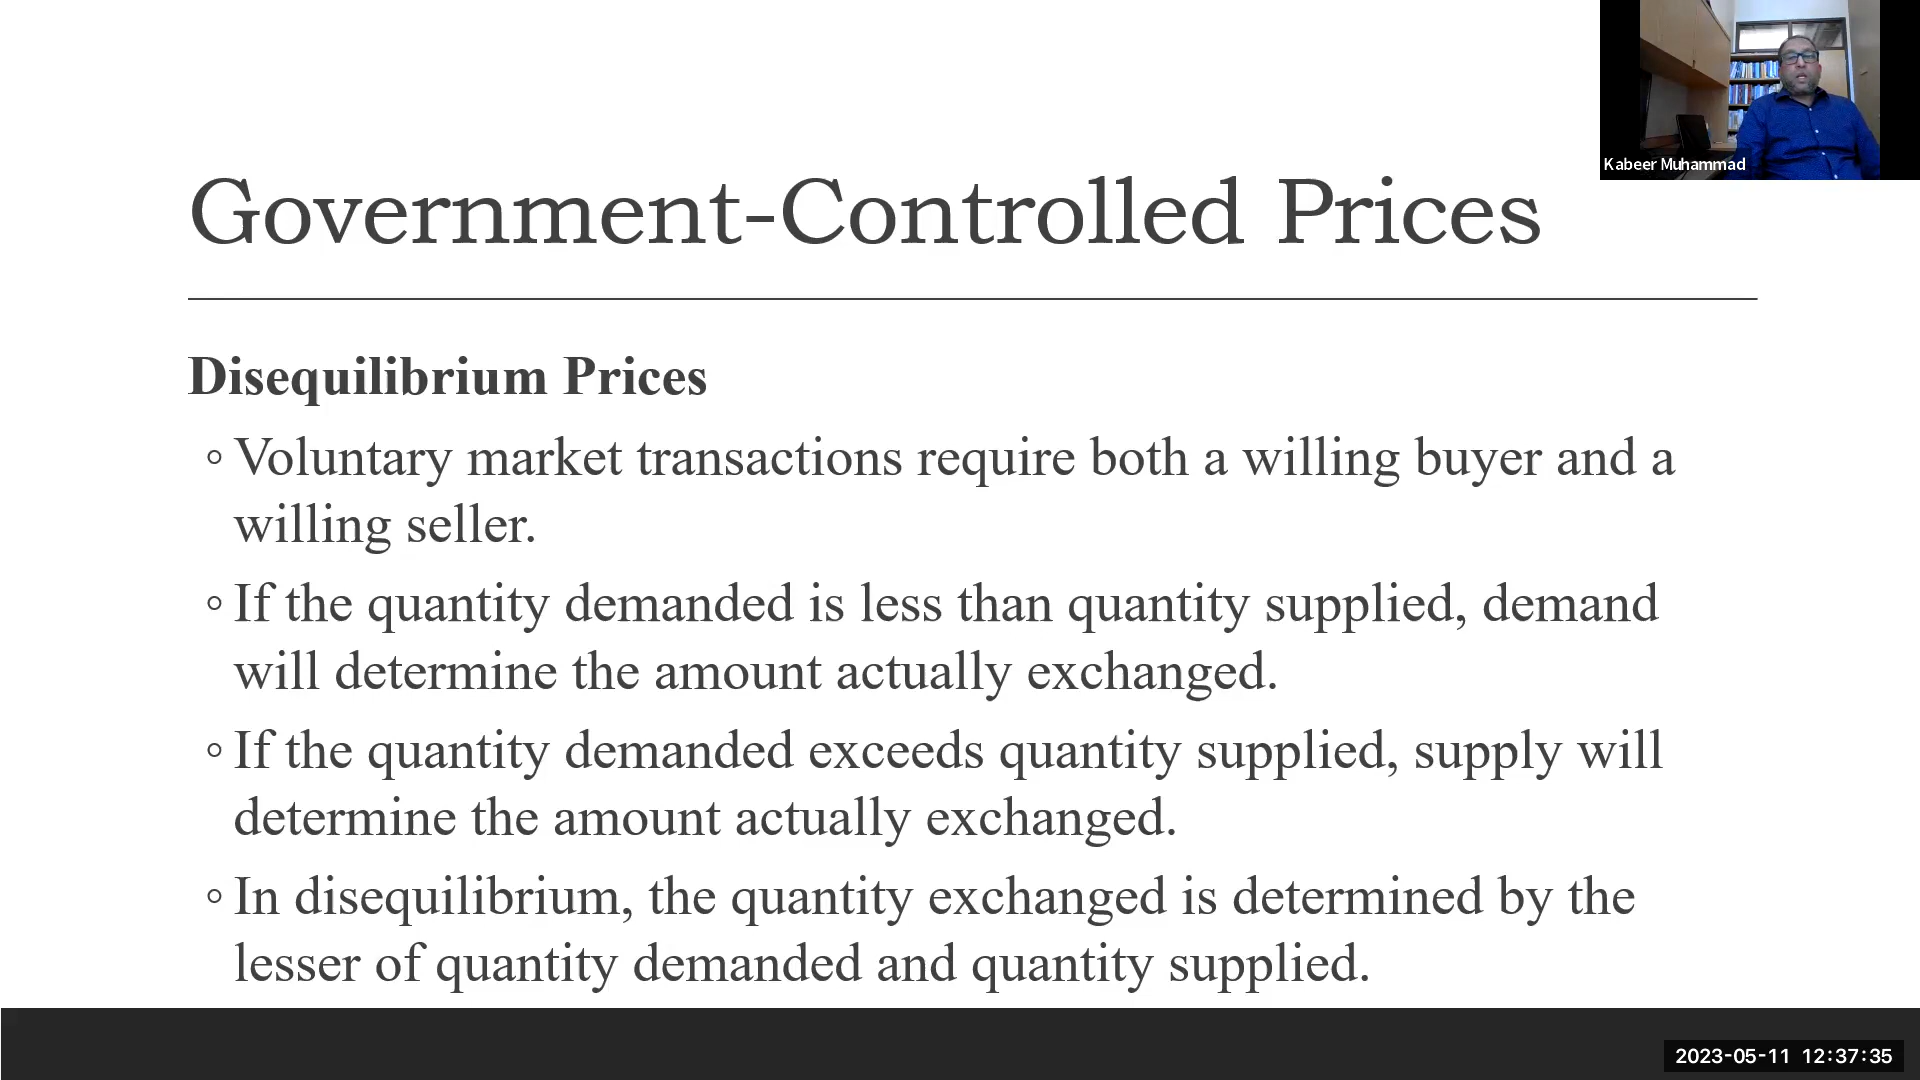 Kabeer Muhammad
Government-Controlled Prices
Disequilibrium Prices
◦ Voluntary market transactions require both a willing buyer and a
willing seller.
◦ If the quantity demanded is less than quantity supplied, demand
will determine the amount actually exchanged.
◦ If the quantity demanded exceeds quantity supplied, supply will
determine the amount actually exchanged.
◦ In disequilibrium, the quantity exchanged is determined by the
lesser of quantity demanded and quantity supplied.
2023-05-11 12:37:35